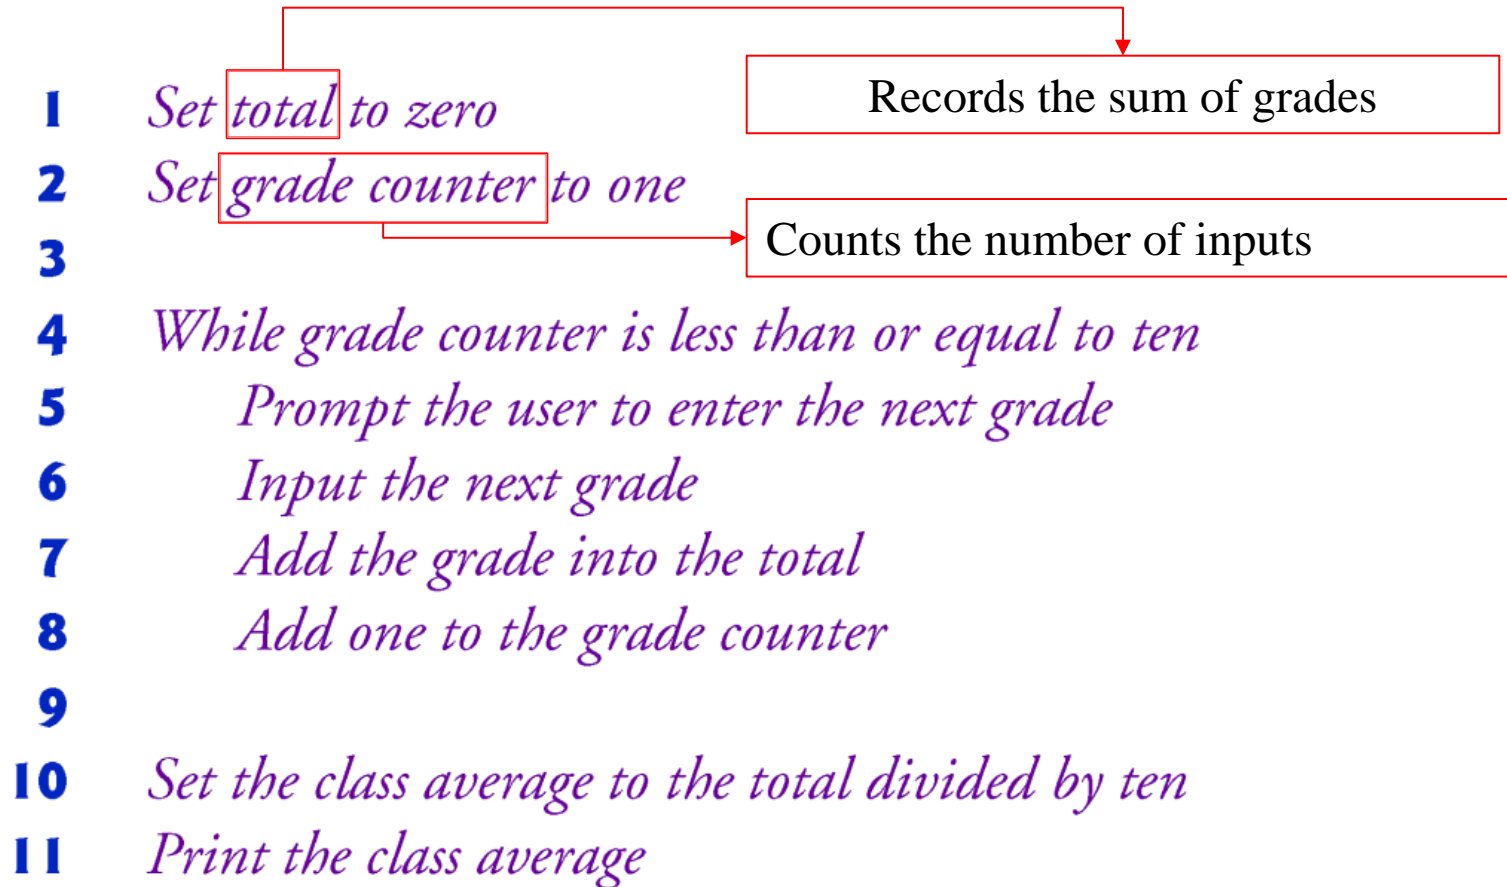 1 Set total to zero
Records the sum of grades
2 Set grade counter to one
3
Counts the number of inputs
4 While grade counter is less than or equal to ten
5 Prompt the user to enter the next grade
6 Input the next grade
7 Add the grade into the total
8 Add one to the grade counter
9
10 Set the class average to the total divided by ten
11 Print the class average